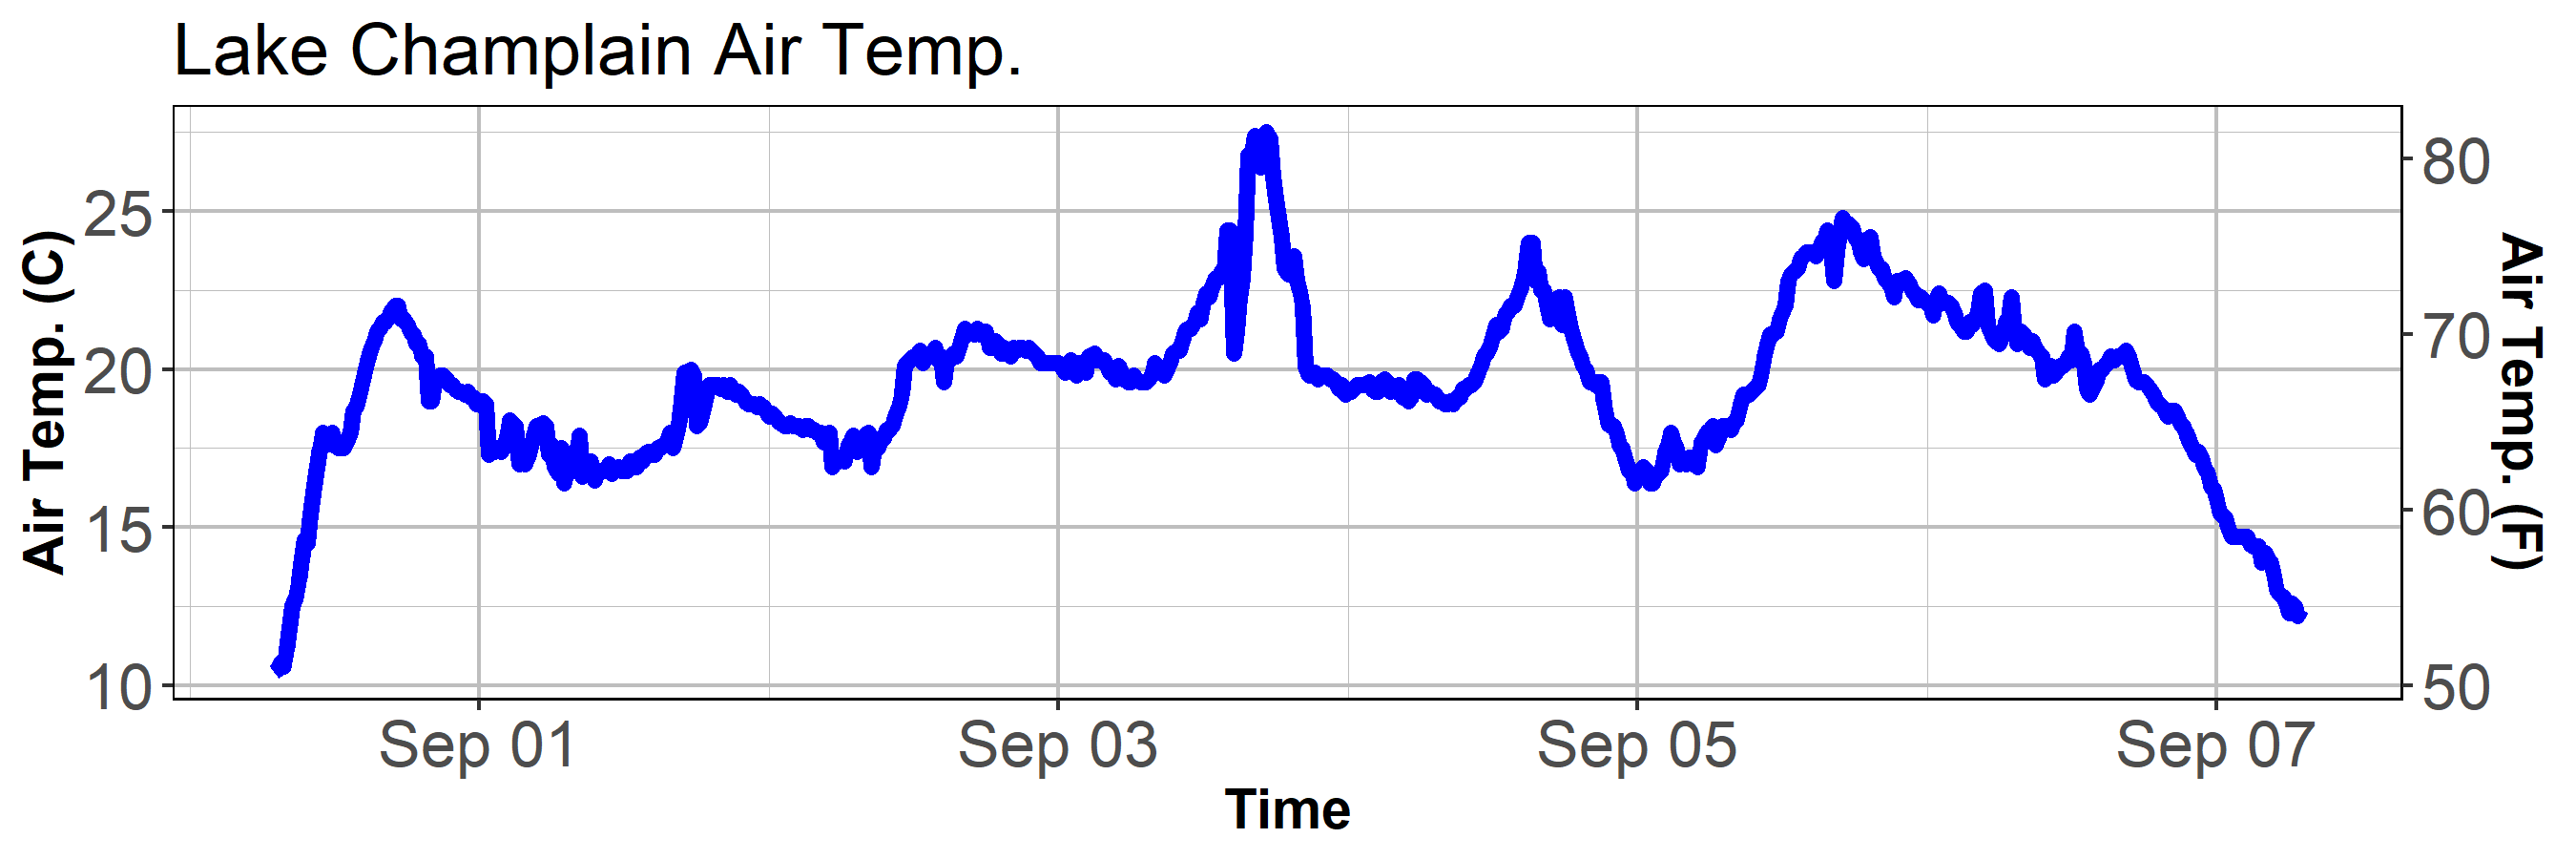 Lake Champlain Air Temp.
Air Temp. (C)
25
20
15
10
80
70
60
50
Air Temp. (F)
Sep 01
Sep 03
Sep 05
Sep 07
Time